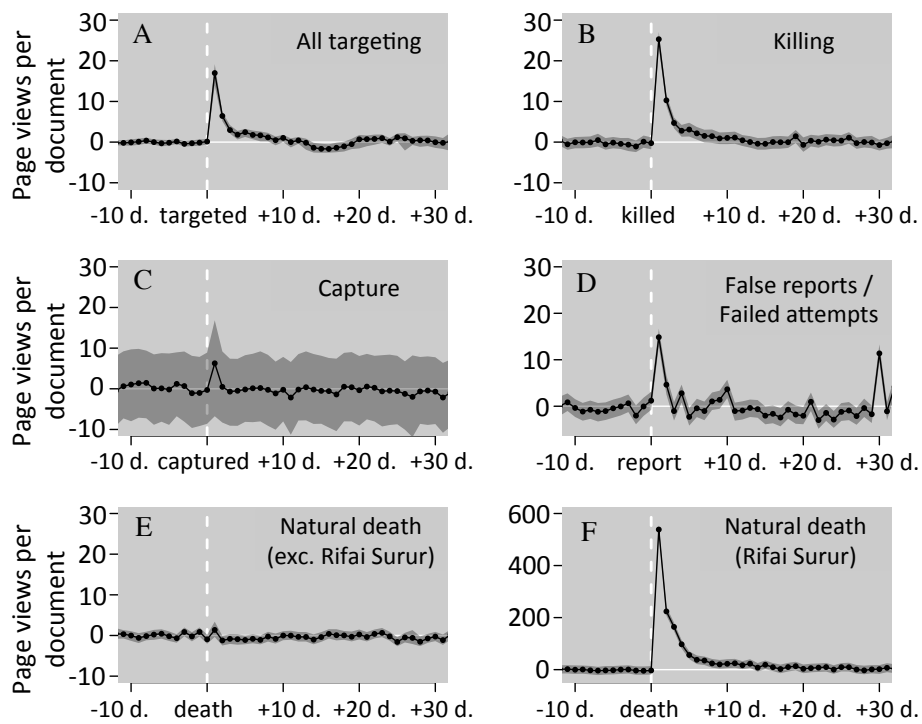 A
All targeting
Page views per
document
30
20
10
0
-10
-10 d. targeted +10 d. +20 d. +30 d.
B
Killing
30
20
10
0
-10
-10 d. killed +10 d. +20 d. +30 d.
C
Capture
Page views per
document
30
20
10
0
-10
-10 d. captured +10 d. +20 d. +30 d.
D
False reports /
Failed attempts
30
20
10
0
-10 d. report +10 d. +20 d. +30 d.
E
Natural death
(exc. Rifai Surur)
Page views per
document
30
20
10
0
-10
-10 d. death +10 d. +20 d. +30 d.
F
Natural death
(Rifai Surur)
600
400
200
0
-10 d. death +10 d. +20 d. +30 d.